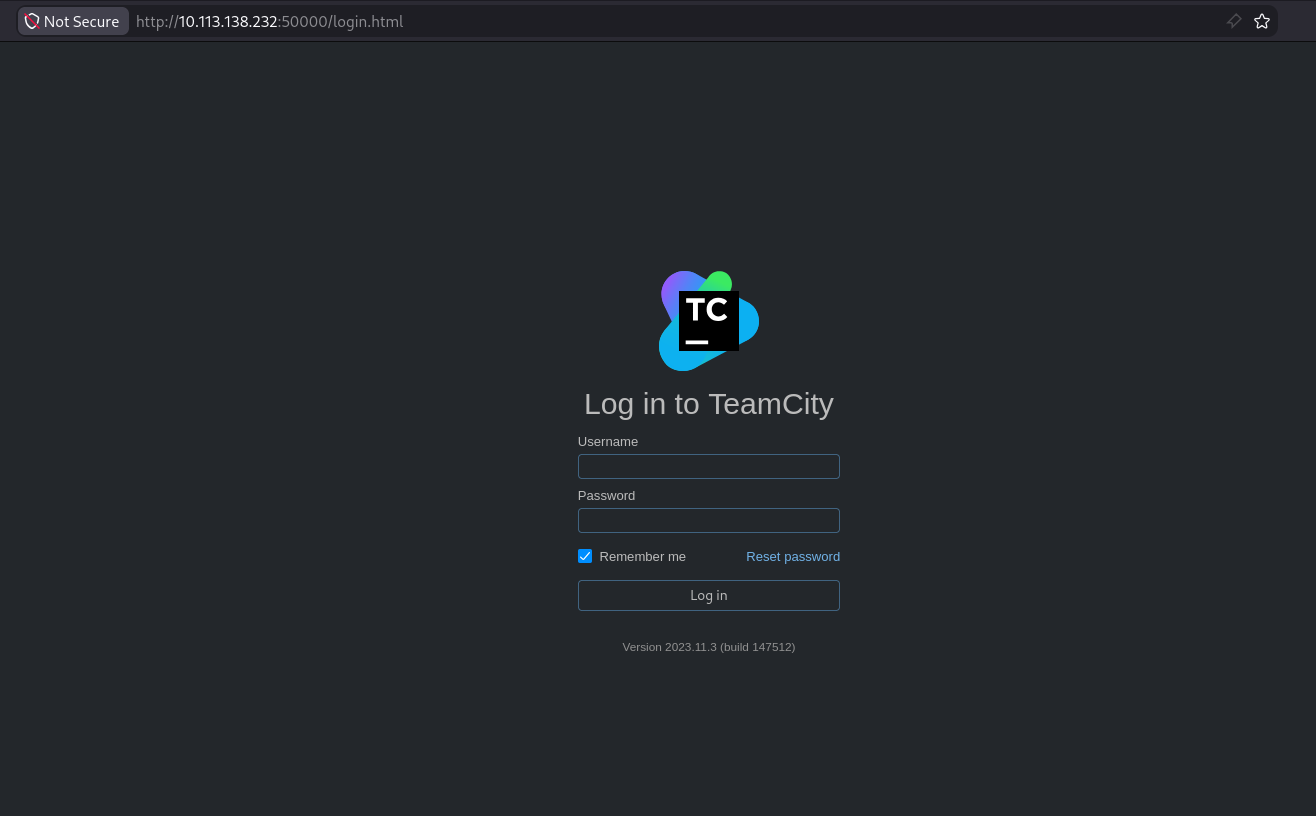 Not Secure http://10.113.138.232:50000/login.html
TC
Log in to TeamCity
Username
Password
Remember me Reset password
Log in
Version 2023.11.3 (build 147512)